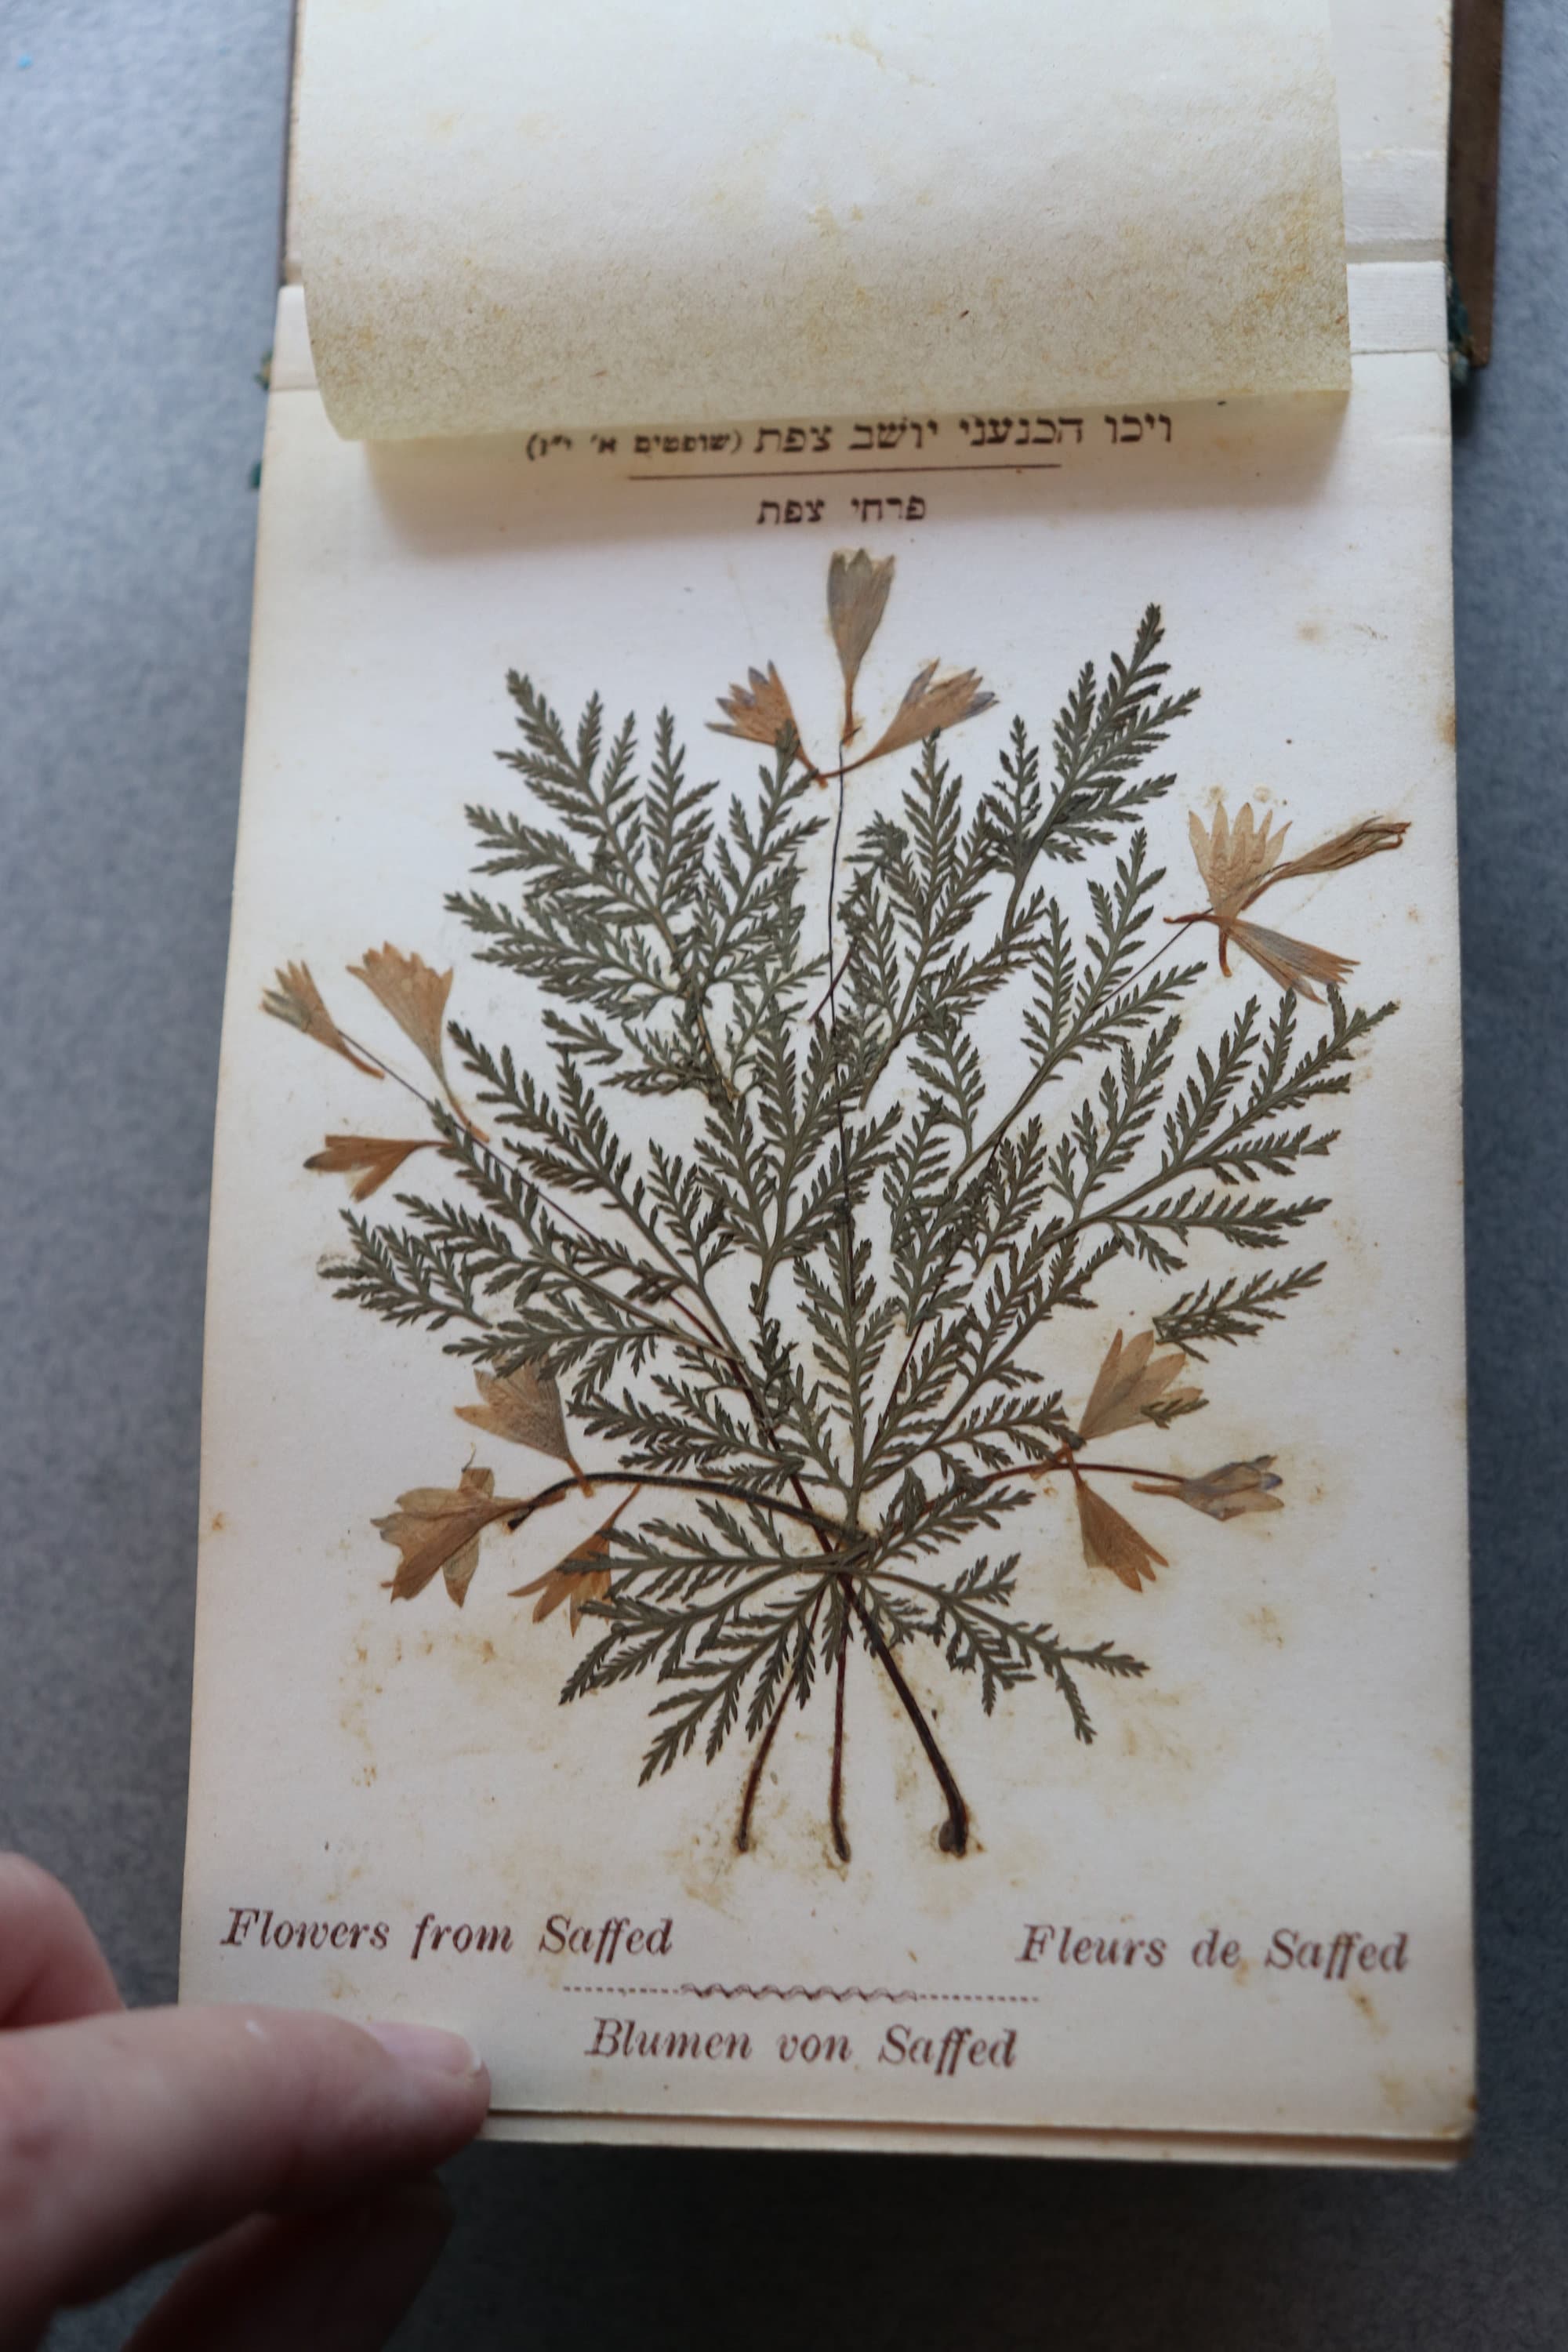 ויכו הכנעני יושב צפת (שופטים א׳ י״ז)
פרחי צפת
Flowers from Saffed
Fleurs de Saffed
Blumen von Saffed